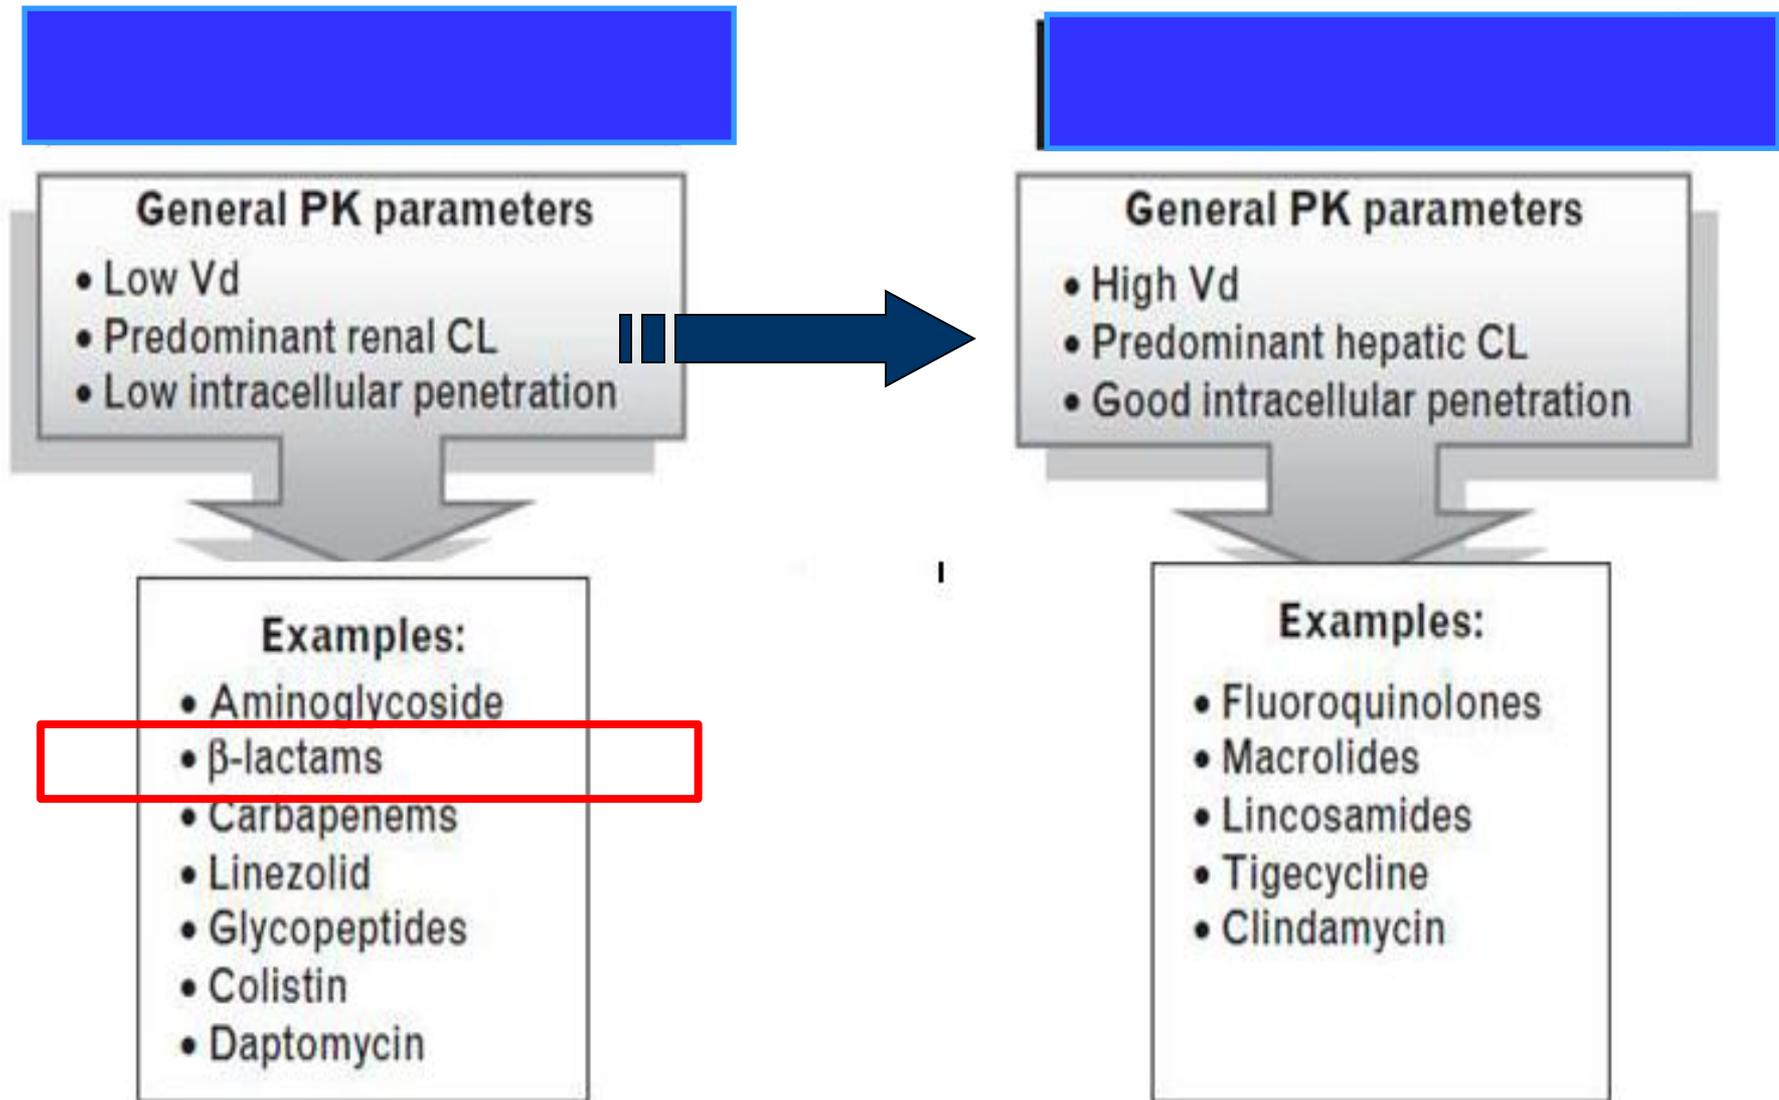 General PK parameters
• Low Vd
• Predominant renal CL
• Low intracellular penetration
Examples:
• Aminoglycoside
• β-lactams
• Carbapenems
• Linezolid
• Glycopeptides
• Colistin
• Daptomycin
General PK parameters
• High Vd
• Predominant hepatic CL
• Good intracellular penetration
Examples:
• Fluoroquinolones
• Macrolides
• Lincosamides
• Tigecycline
• Clindamycin